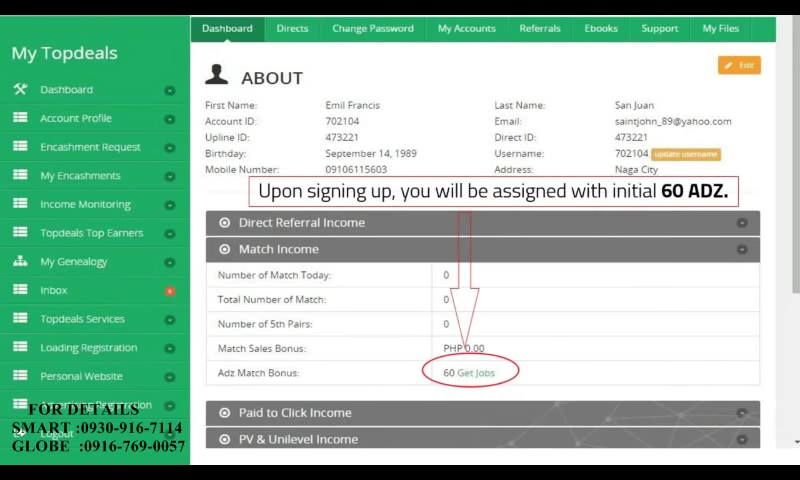 Dashboard Directs Change Password My Accounts Referrals Ebooks Support My Files
My Topdeals
Dashboard
Account Profile
Encashment Request
My Encashments
Income Monitoring
Topdeals Top Earners
My Genealogy
Inbox
Topdeals Services
Loading Registration
Personal Website
Logout
FOR DETAILS
SMART :0930-916-7114
GLOBE :0916-769-0057
ABOUT
Edit
First Name: Emil Francis Last Name: San Juan
Account ID: 702104 Email: saintjohn_89@yahoo.com
Upline ID: 473221 Direct ID: 473221
Birthday: September 14, 1989 Username: 702104 update username
Mobile Number: 09106115603 Address: Naga City
Upon signing up, you will be assigned with initial 60 ADZ.
Direct Referral Income
Match Income
Number of Match Today: 0
Total Number of Match: 0
Number of 5th Pairs: 0
Match Sales Bonus: PHP 0.00
Adz Match Bonus: 60 Get Jobs
Paid to Click Income
PV & Unilevel Income